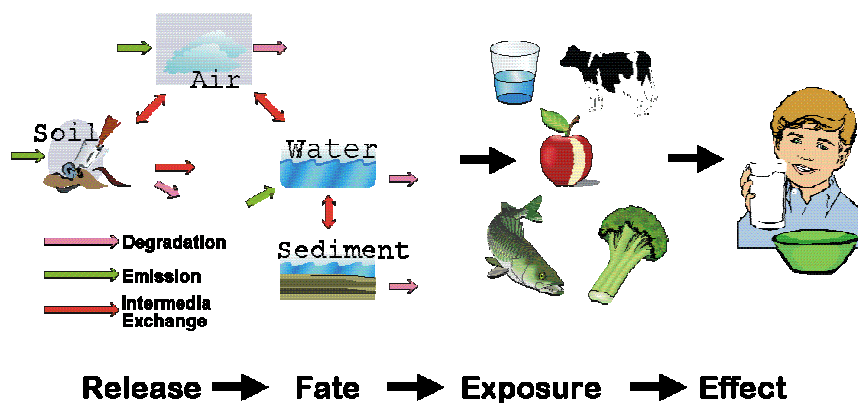 Air
Soil
Water
Sediment
Degradation
Emission
Intermedia
Exchange
Release
Fate
Exposure
Effect